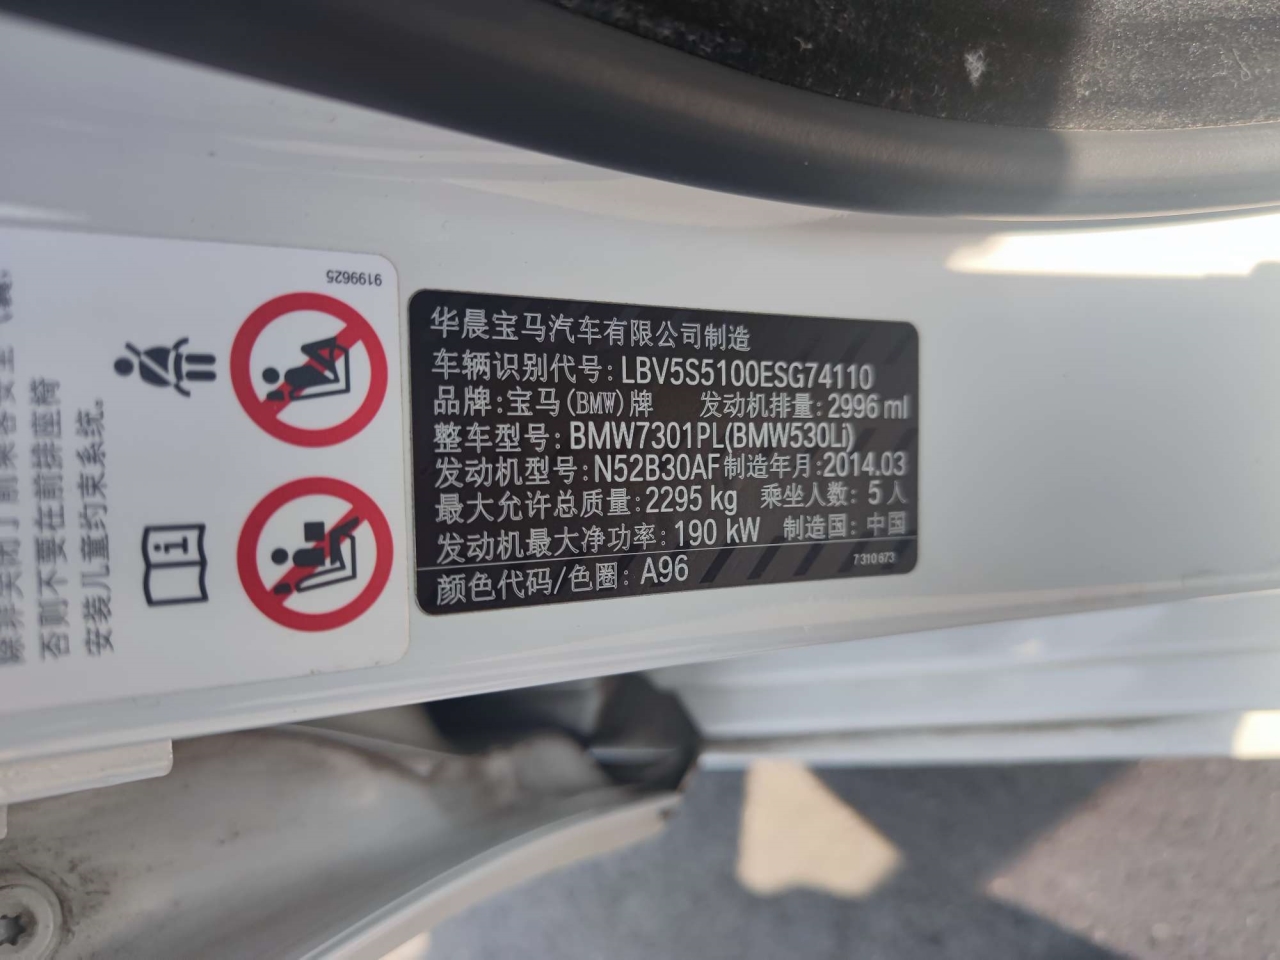 华晨宝马汽车有限公司制造
车辆识别代号:LBV5S5100ESG74110
品牌:宝马(BMW)牌 发动机排量:2996 ml
整车型号:BMW7301PL(BMW530Li)
发动机型号:N52B30AF 制造年月:2014.03
最大允许总质量:2295 kg 乘坐人数:5人
发动机最大净功率:190 kW 制造国:中国
颜色代码/色圈:A96
7 310 673
9199625
否则不要在前排座椅
安装儿童约束系统。